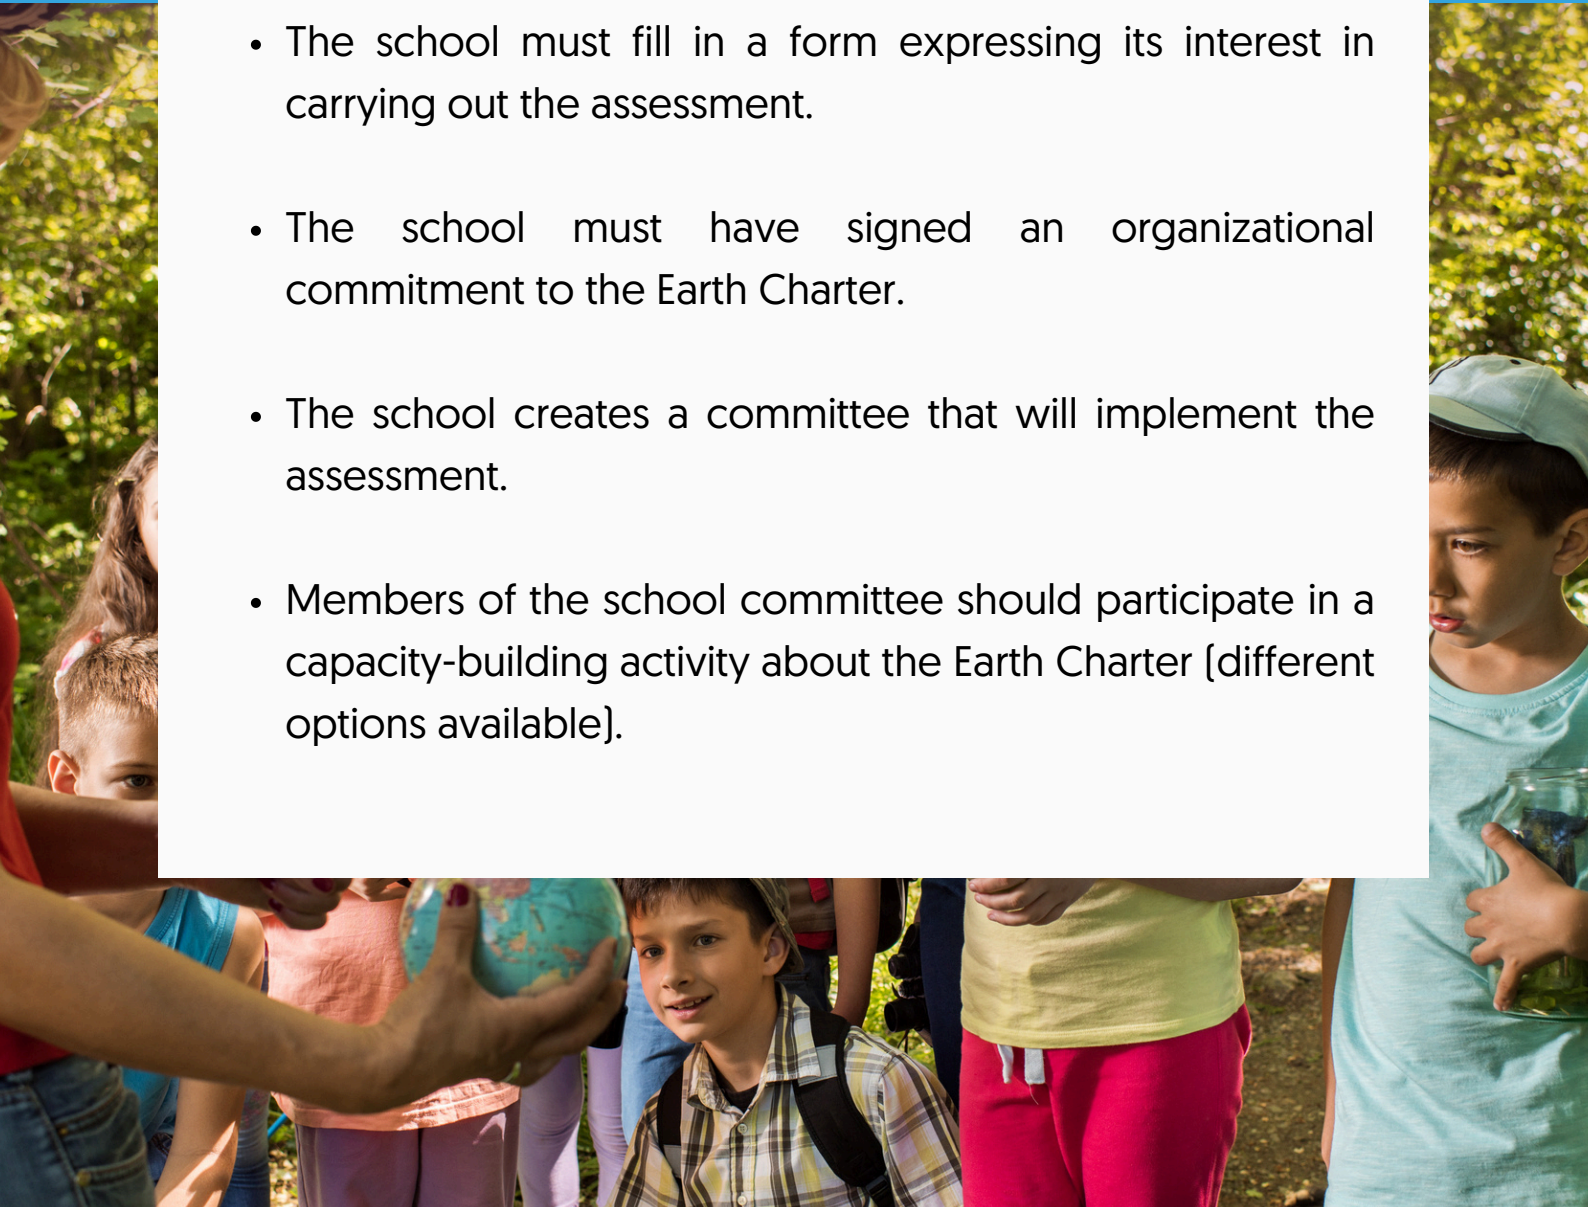 • The school must fill in a form expressing its interest in
carrying out the assessment.
• The school must have signed an organizational
commitment to the Earth Charter.
• The school creates a committee that will implement the
assessment.
• Members of the school committee should participate in a
capacity-building activity about the Earth Charter (different
options available).